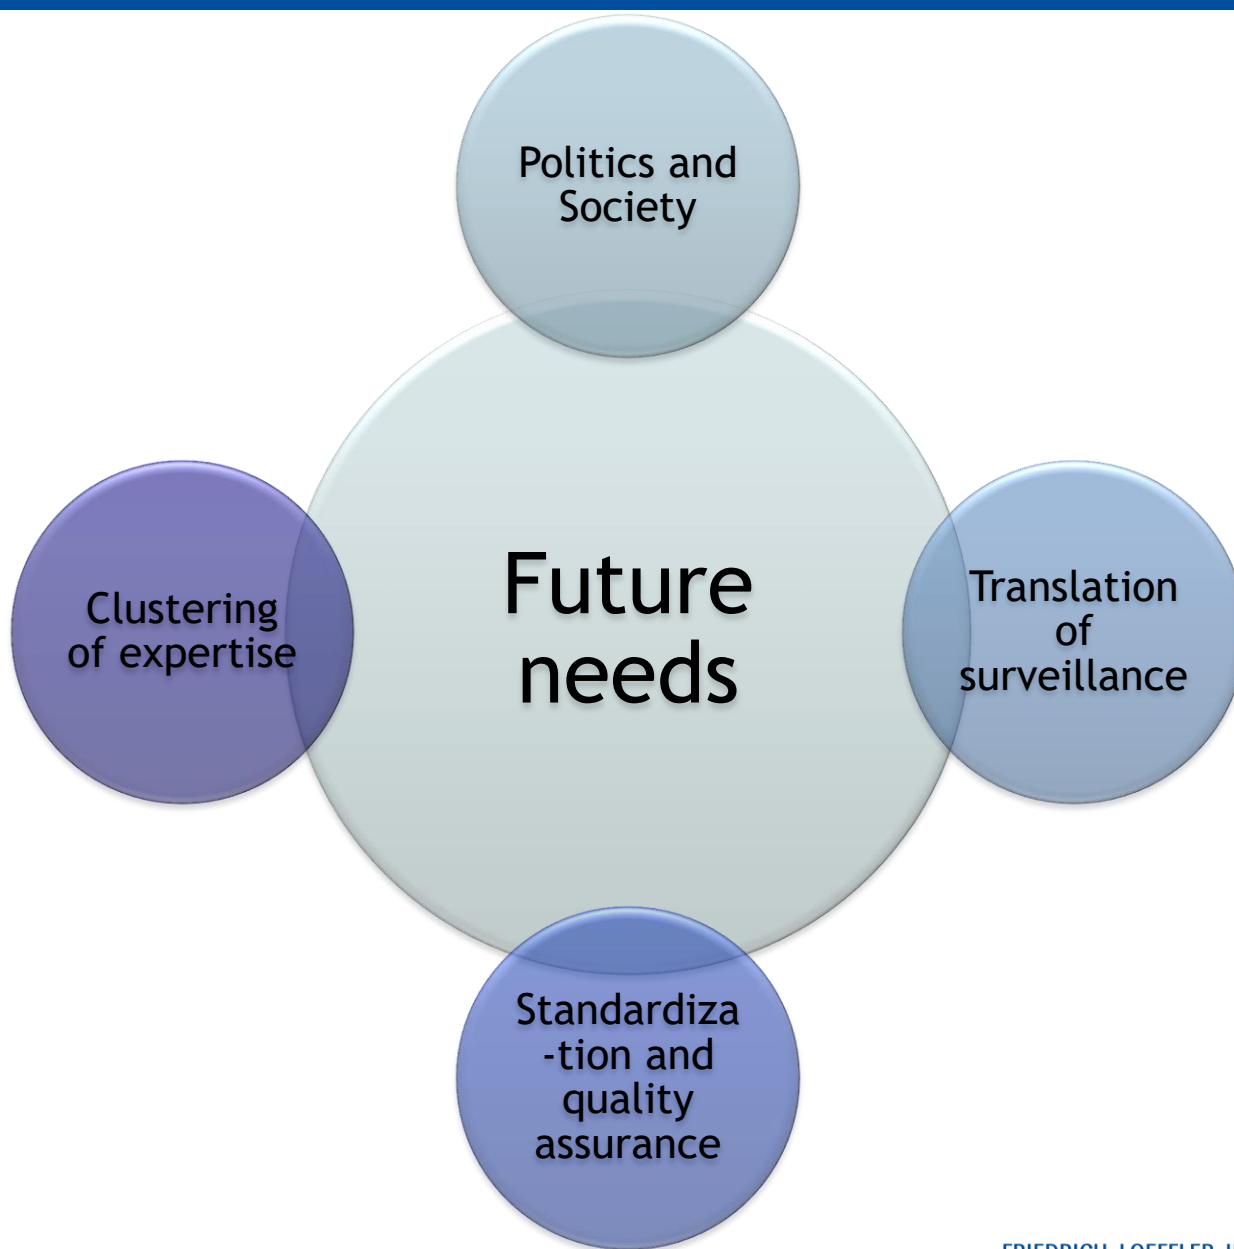 Politics and
Society
Clustering
of expertise
Future
needs
Translation
of
surveillance
Standardiza
-tion and
quality
assurance